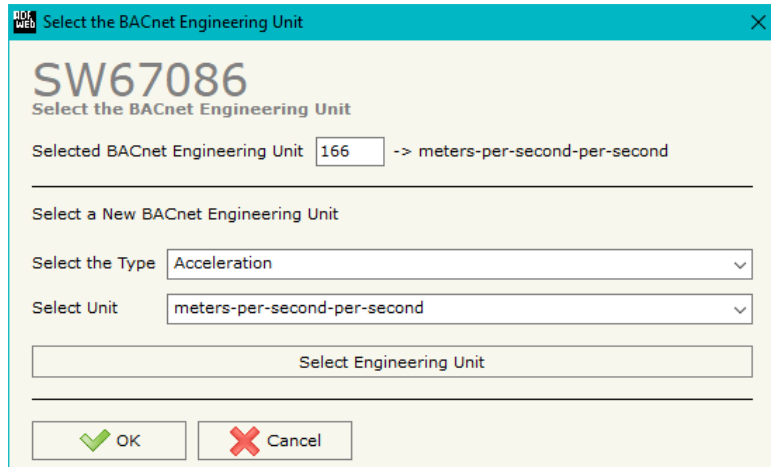 ADF
WEB Select the BACnet Engineering Unit
SW67086
Select the BACnet Engineering Unit
Selected BACnet Engineering Unit 166 -> meters-per-second-per-second
Select a New BACnet Engineering Unit
Select the Type Acceleration
Select Unit meters-per-second-per-second
Select Engineering Unit
OK Cancel